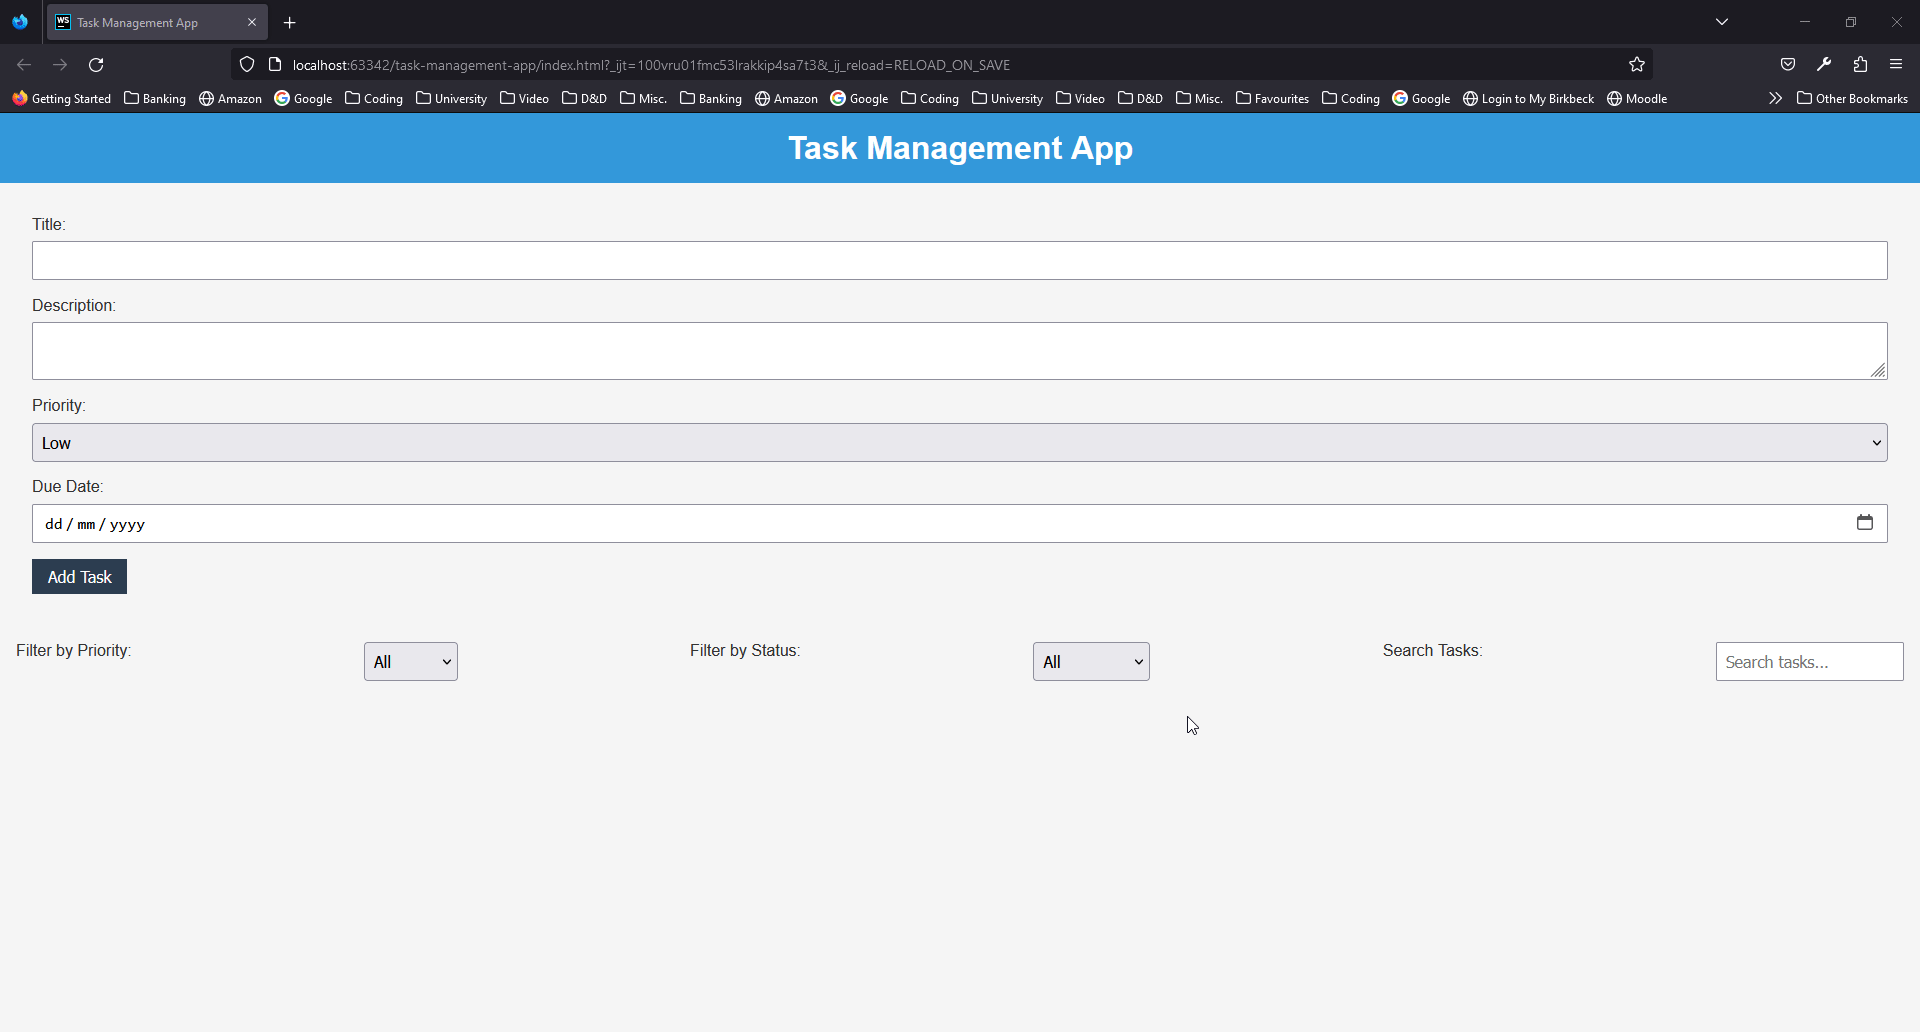 WS Task Management App
localhost:63342/task-management-app/index.html?_ijt=100vru01fmc53lrakkip4sa7t3&_ij_reload=RELOAD_ON_SAVE
Getting Started Banking Amazon Google Coding University Video D&D Misc. Banking Amazon Google Coding University Video D&D Misc. Favourites Coding Google Login to My Birkbeck Moodle Other Bookmarks
Task Management App
Title:
Description:
Priority:
Low
Due Date:
dd / mm / yyyy
Add Task
Filter by Priority: All Filter by Status: All Search Tasks: Search tasks...